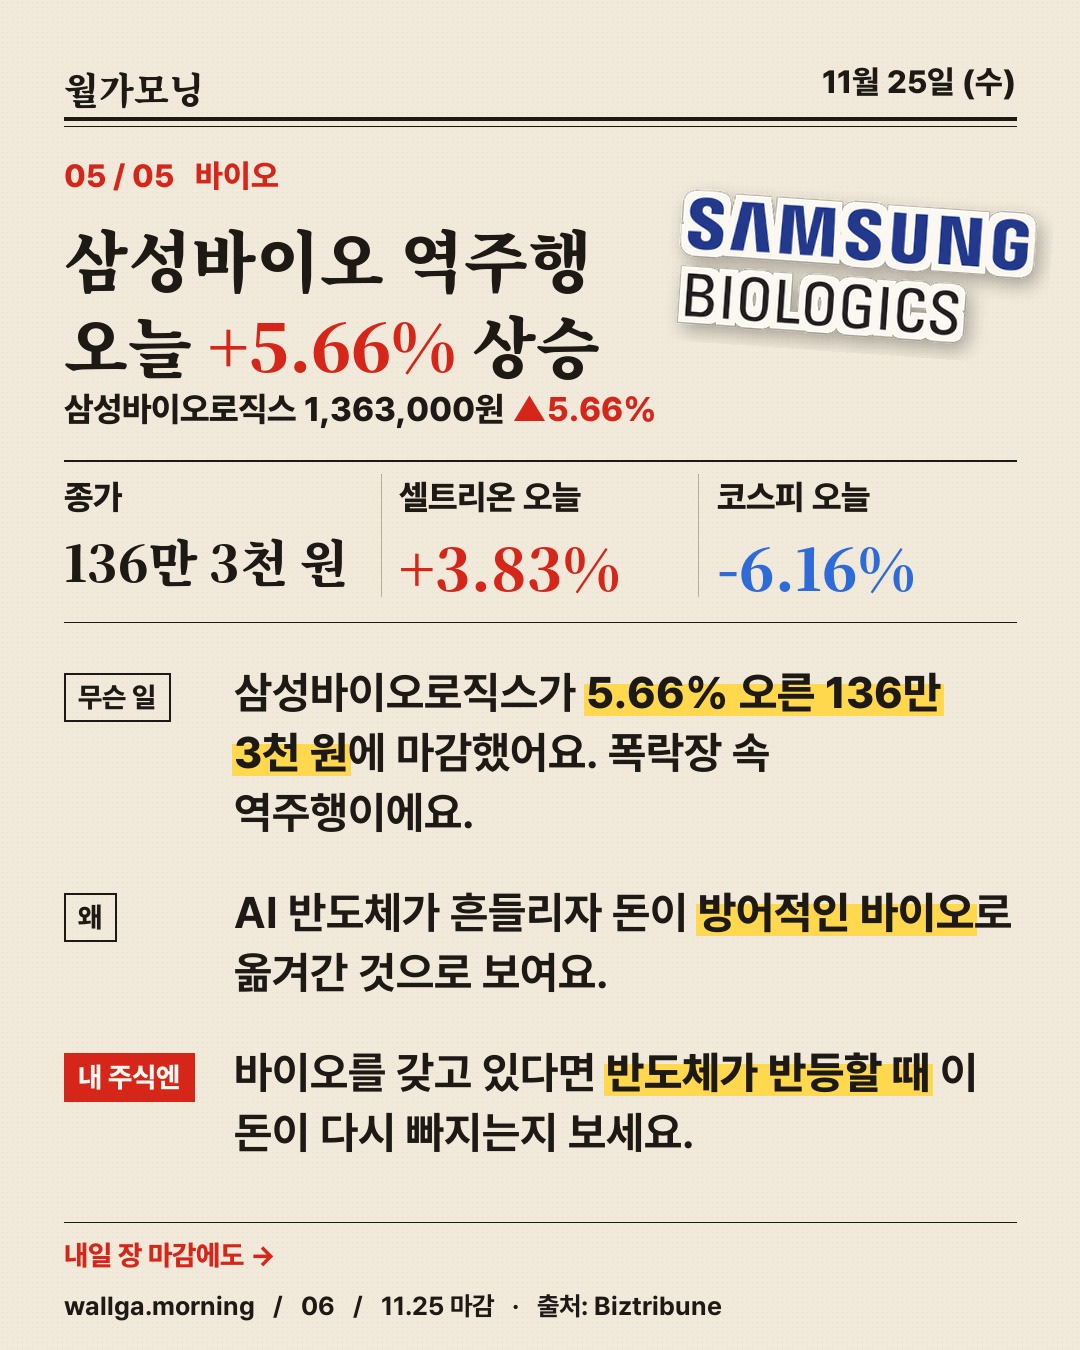 월가모닝
11월 25일 (수)
05 / 05 바이오
삼성바이오 역주행
오늘 +5.66% 상승
SAMSUNG
BIOLOGICS
삼성바이오로직스 1,363,000원 ▲5.66%
종가
136만 3천 원
셀트리온 오늘
+3.83%
코스피 오늘
-6.16%
무슨 일
삼성바이오로직스가 5.66% 오른 136만
3천 원에 마감했어요. 폭락장 속
역주행이에요.
왜
AI 반도체가 흔들리자 돈이 방어적인 바이오로
옮겨간 것으로 보여요.
내 주식엔
바이오를 갖고 있다면 반도체가 반등할 때 이
돈이 다시 빠지는지 보세요.
내일 장 마감에도 →
wallga.morning / 06 / 11.25 마감 · 출처: Biztribune